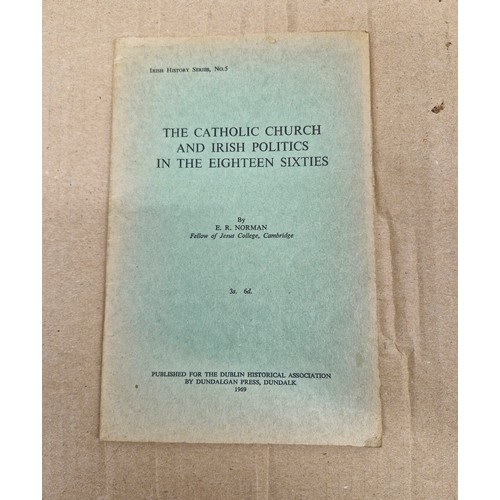 Irish History Series, No.5
THE CATHOLIC CHURCH
AND IRISH POLITICS
IN THE EIGHTEEN SIXTIES
By
E. R. NORMAN
Fellow of Jesus College, Cambridge
3s. 6d.
PUBLISHED FOR THE DUBLIN HISTORICAL ASSOCIATION
BY DUNDALGAN PRESS, DUNDALK.
1969